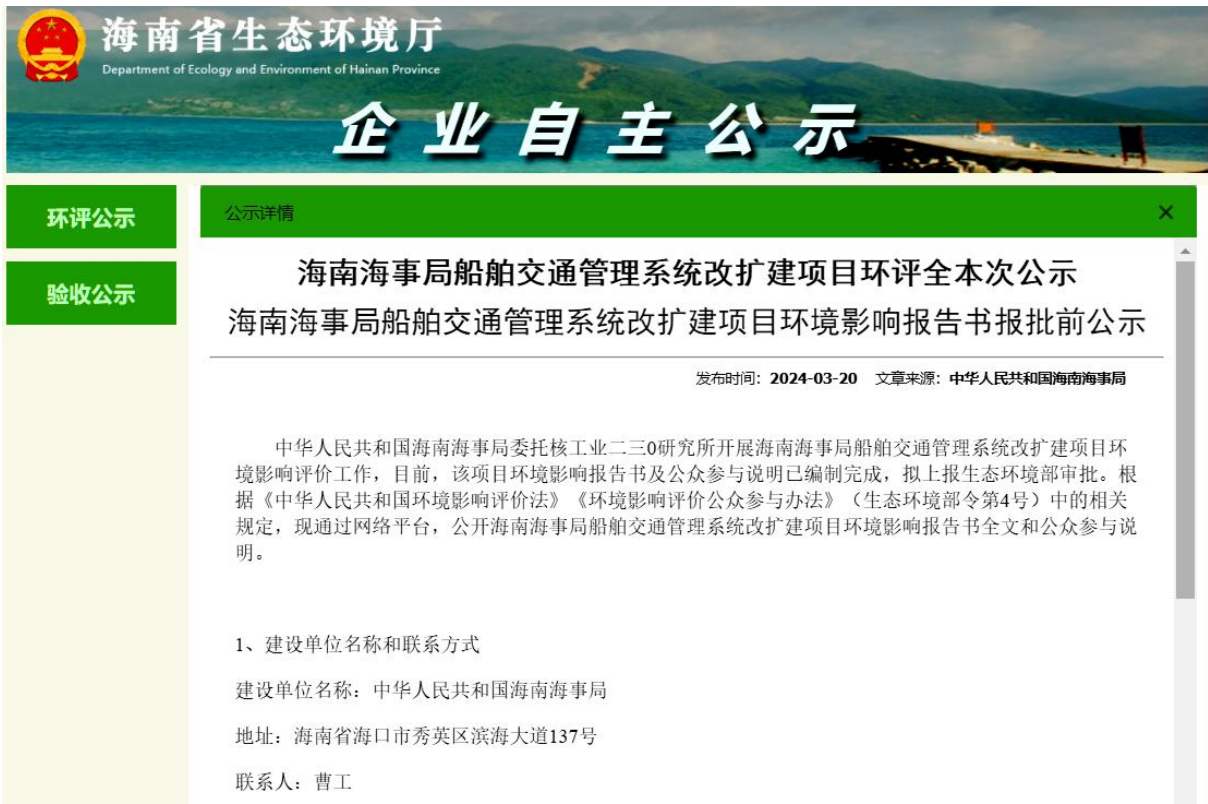 海南省生态环境厅
Department of Ecology and Environment of Hainan Province
企业自主公示
环评公示
验收公示
公示详情
×
海南海事局船舶交通管理系统改扩建项目环评全本次公示
海南海事局船舶交通管理系统改扩建项目环境影响报告书报批前公示
发布时间：2024-03-20 文章来源：中华人民共和国海南海事局
中华人民共和国海南海事局委托核工业二三0研究所开展海南海事局船舶交通管理系统改扩建项目环
境影响评价工作，目前，该项目环境影响报告书及公众参与说明已编制完成，拟上报生态环境部审批。根
据《中华人民共和国环境影响评价法》《环境影响评价公众参与办法》（生态环境部令第4号）中的相关
规定，现通过网络平台，公开海南海事局船舶交通管理系统改扩建项目环境影响报告书全文和公众参与说
明。
1、建设单位名称和联系方式
建设单位名称：中华人民共和国海南海事局
地址：海南省海口市秀英区滨海大道137号
联系人：曹工